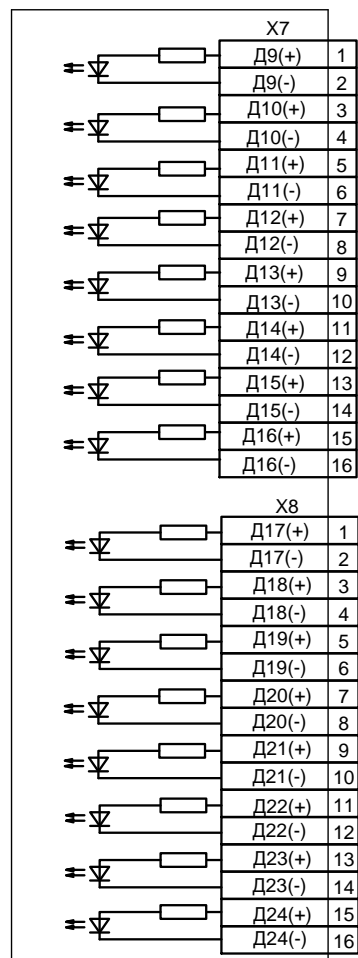 X7
Д9(+) 1
Д9(-) 2
Д10(+) 3
Д10(-) 4
Д11(+) 5
Д11(-) 6
Д12(+) 7
Д12(-) 8
Д13(+) 9
Д13(-) 10
Д14(+) 11
Д14(-) 12
Д15(+) 13
Д15(-) 14
Д16(+) 15
Д16(-) 16
X8
Д17(+) 1
Д17(-) 2
Д18(+) 3
Д18(-) 4
Д19(+) 5
Д19(-) 6
Д20(+) 7
Д20(-) 8
Д21(+) 9
Д21(-) 10
Д22(+) 11
Д22(-) 12
Д23(+) 13
Д23(-) 14
Д24(+) 15
Д24(-) 16